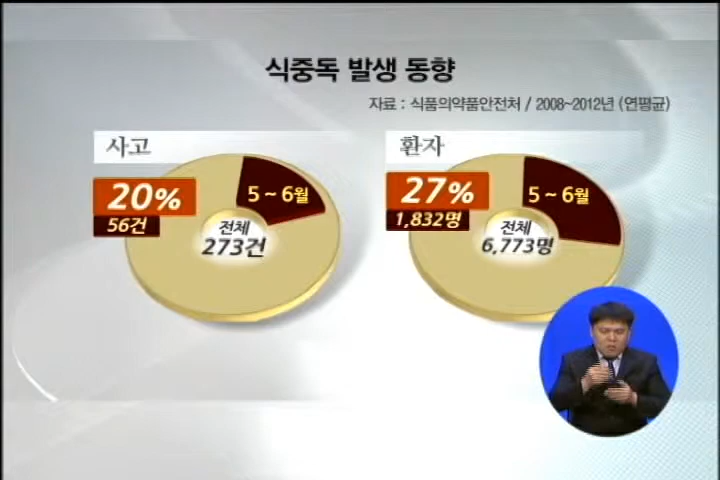 식중독 발생 동향
자료 : 식품의약품안전처 / 2008~2012년 (연평균)
사고
20%
56건
5 ~ 6월
전체
273건
환자
27%
1,832명
5 ~ 6월
전체
6,773명